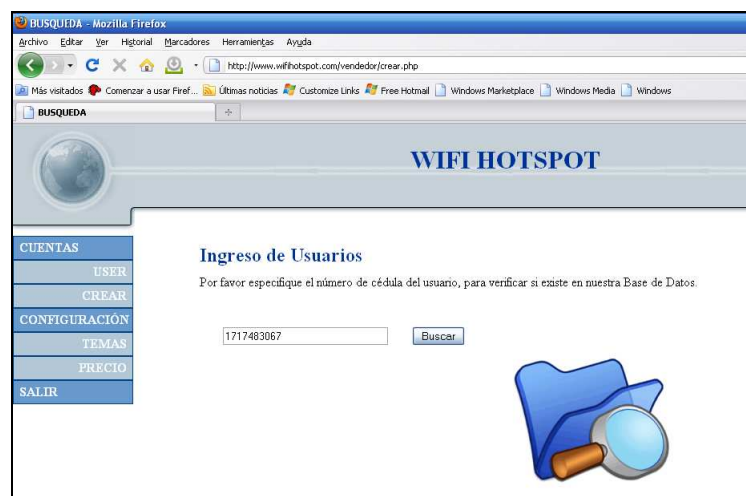 BUSQUEDA - Mozilla Firefox
Archivo Editar Ver Historial Marcadores Herramientas Ayuda
http://www.wifihotspot.com/vendedor/crear.php
Más visitados Comenzar a usar Firef... Últimas noticias Customize Links Free Hotmail Windows Marketplace Windows Media Windows
BUSQUEDA
WIFI HOTSPOT
CUENTAS
USER
CREAR
CONFIGURACIÓN
TEMAS
PRECIO
SALIR
Ingreso de Usuarios
Por favor especifique el número de cédula del usuario, para verificar si existe en nuestra Base de Datos.
1717483067 Buscar